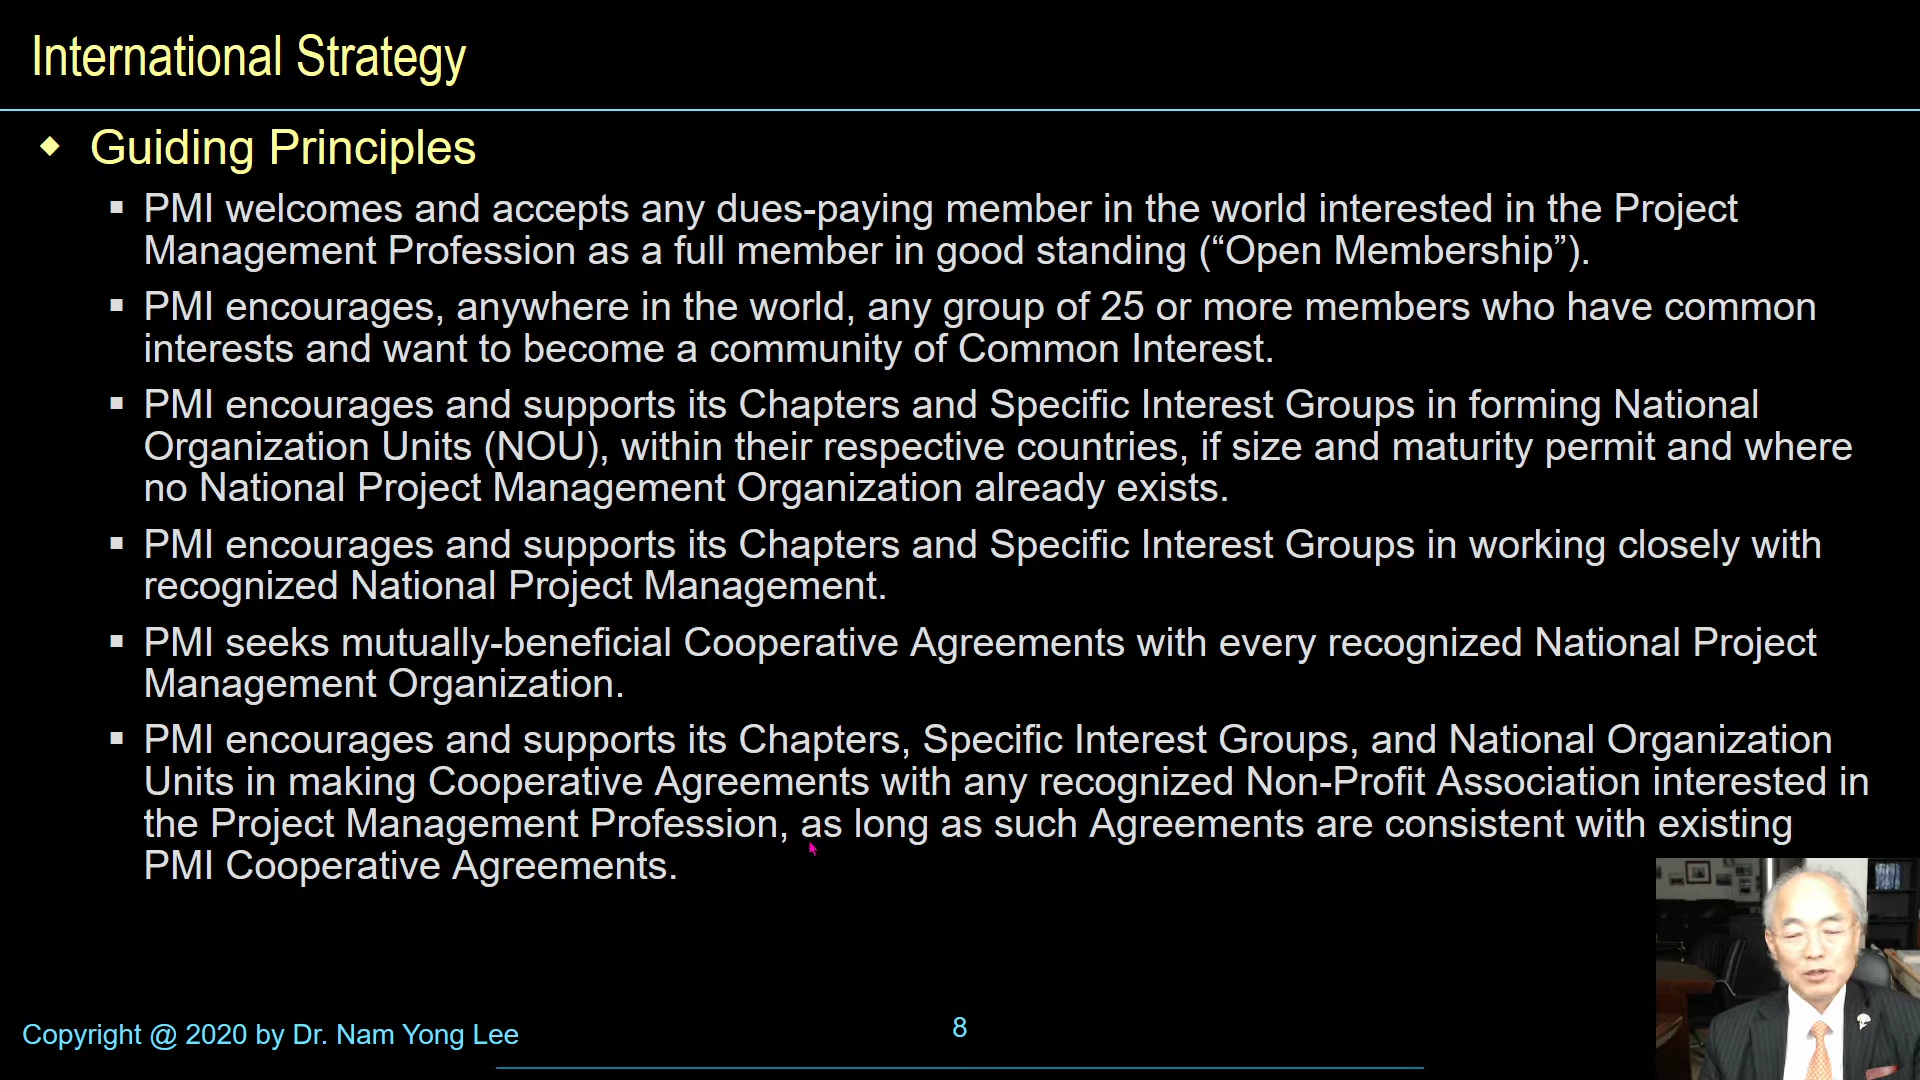 International Strategy
Guiding Principles
PMI welcomes and accepts any dues-paying member in the world interested in the Project
Management Profession as a full member in good standing (“Open Membership”).
PMI encourages, anywhere in the world, any group of 25 or more members who have common
interests and want to become a community of Common Interest.
PMI encourages and supports its Chapters and Specific Interest Groups in forming National
Organization Units (NOU), within their respective countries, if size and maturity permit and where
no National Project Management Organization already exists.
PMI encourages and supports its Chapters and Specific Interest Groups in working closely with
recognized National Project Management.
PMI seeks mutually-beneficial Cooperative Agreements with every recognized National Project
Management Organization.
PMI encourages and supports its Chapters, Specific Interest Groups, and National Organization
Units in making Cooperative Agreements with any recognized Non-Profit Association interested in
the Project Management Profession, as long as such Agreements are consistent with existing
PMI Cooperative Agreements.
Copyright @ 2020 by Dr. Nam Yong Lee
8